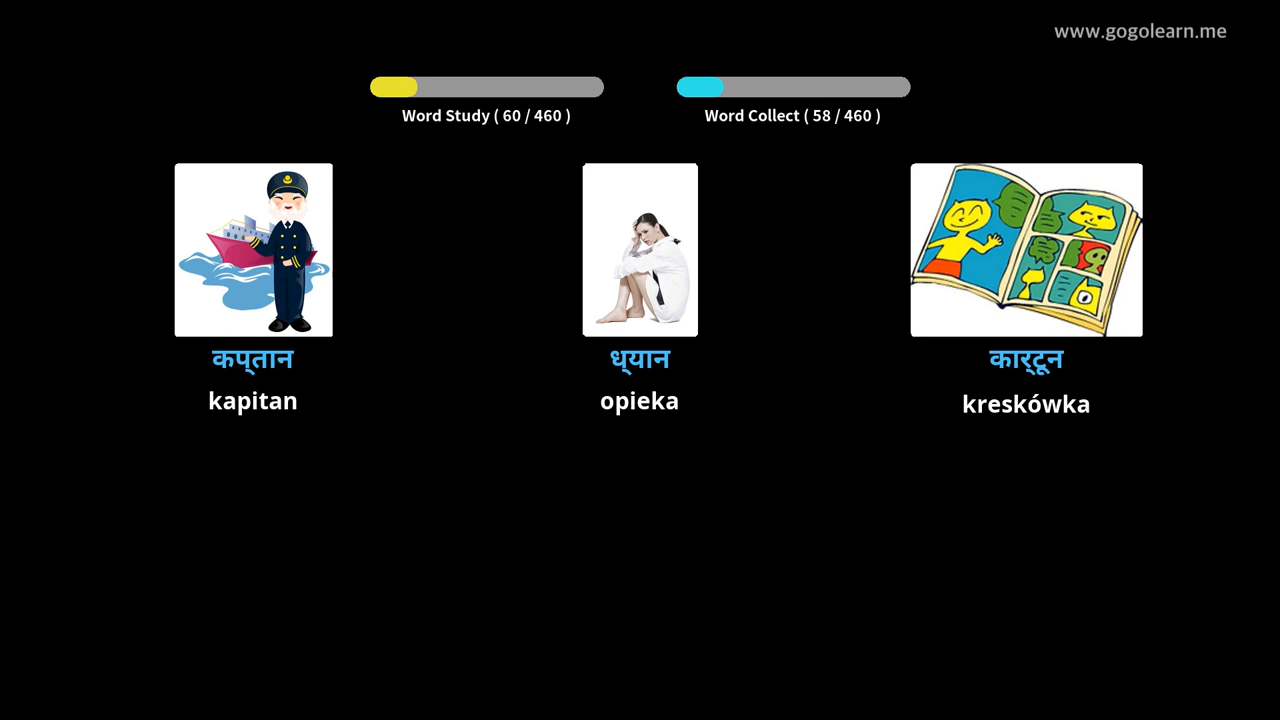 www.gogolearn.me
Word Study ( 60 / 460 )
Word Collect ( 58 / 460 )
कप्तान
ध्यान
कार्टून
kapitan
opieka
kreskówka